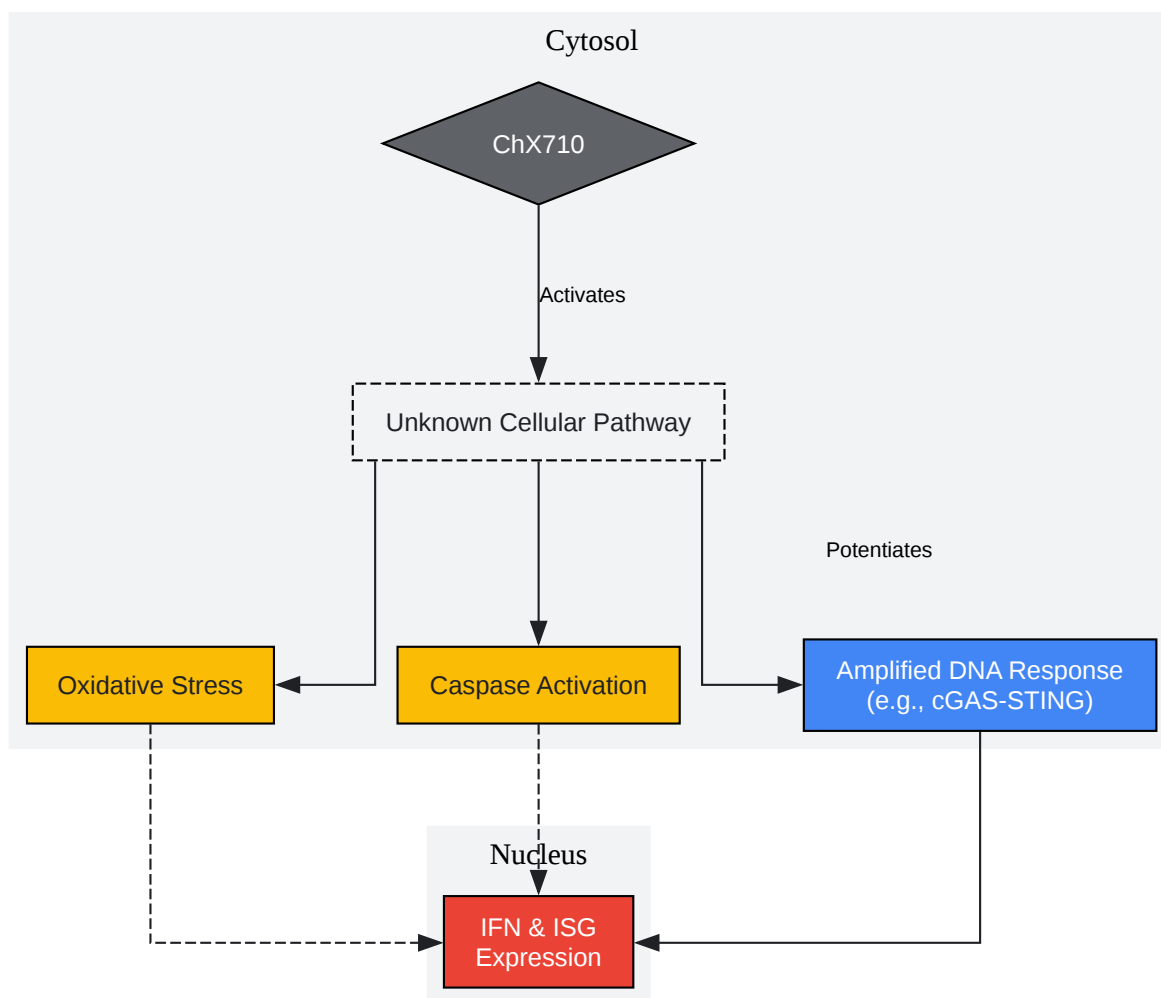 Cytosol
ChX710
Activates
Unknown Cellular Pathway
Potentiates
Oxidative Stress
Caspase Activation
Amplified DNA Response
(e.g., cGAS-STING)
Nucleus
IFN & ISG
Expression